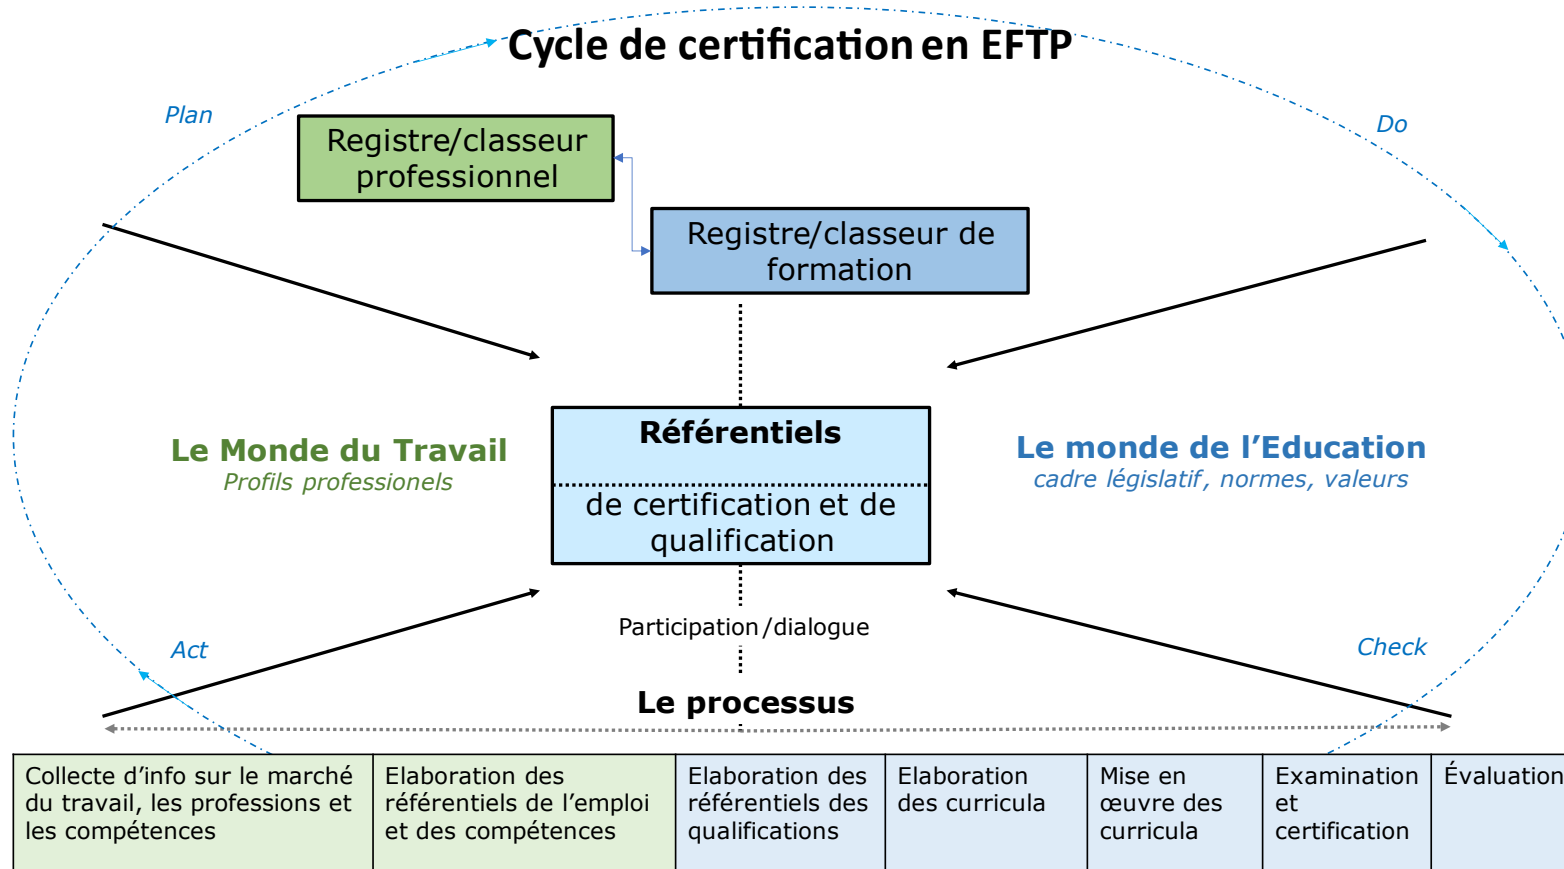 Cycle de certification en EFTP
Plan
Do
Registre/classeur
professionnel
Registre/classeur de
formation
Le Monde du Travail
Profils professionels
Référentiels
de certification et de
qualification
Le monde de l’Education
cadre législatif, normes, valeurs
Participation/dialogue
Act
Check
Le processus
Collecte d’info sur le marché
du travail, les professions et
les compétences
Elaboration des
référentiels de l’emploi
et des compétences
Elaboration des
référentiels des
qualifications
Elaboration
des curricula
Mise en
œuvre des
curricula
Examination
et
certification
Évaluation